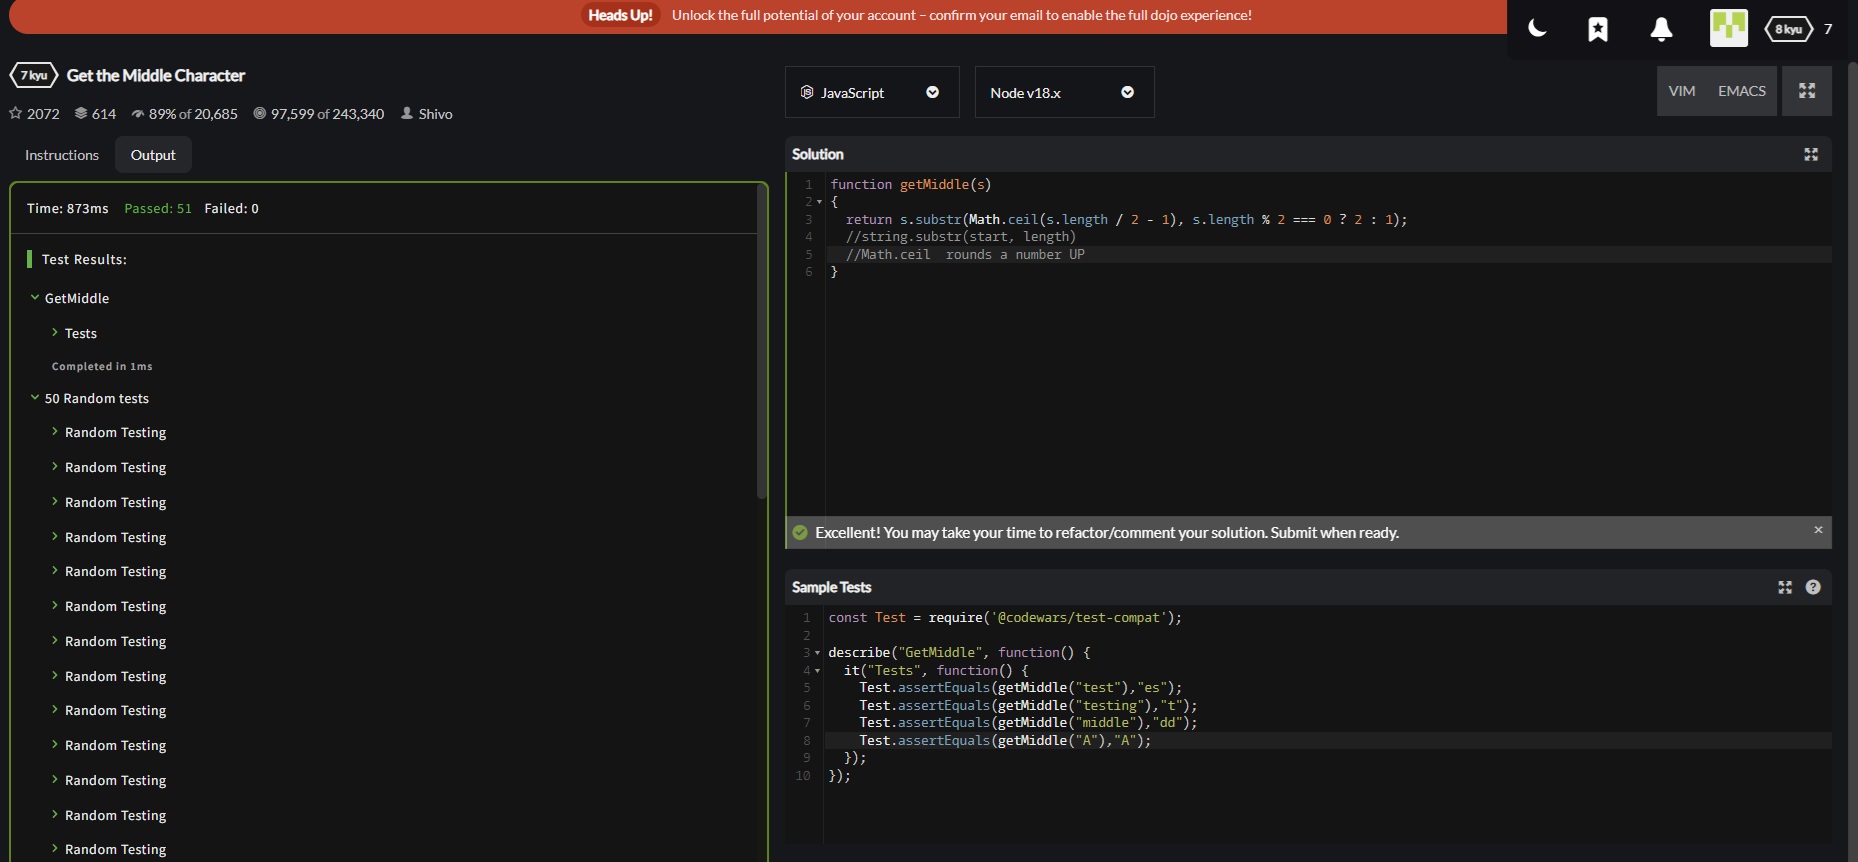 Heads Up! Unlock the full potential of your account – confirm your email to enable the full dojo experience!
8 kyu 7
7 kyu Get the Middle Character
2072 614 89% of 20,685 97,599 of 243,340 Shivo
Instructions Output
Time: 873ms Passed: 51 Failed: 0
Test Results:
GetMiddle
Tests
Completed in 1ms
50 Random tests
Random Testing
Random Testing
Random Testing
Random Testing
Random Testing
Random Testing
Random Testing
Random Testing
Random Testing
Random Testing
Random Testing
Random Testing
Random Testing
JavaScript Node v18.x VIM EMACS
Solution
1 function getMiddle(s)
2 {
3   return s.substr(Math.ceil(s.length / 2 - 1), s.length % 2 === 0 ? 2 : 1);
4   //string.substr(start, length)
5   //Math.ceil  rounds a number UP
6 }
Excellent! You may take your time to refactor/comment your solution. Submit when ready. ×
Sample Tests ?
1 const Test = require('@codewars/test-compat');
2
3 describe("GetMiddle", function() {
4   it("Tests", function() {
5     Test.assertEquals(getMiddle("test"),"es");
6     Test.assertEquals(getMiddle("testing"),"t");
7     Test.assertEquals(getMiddle("middle"),"dd");
8     Test.assertEquals(getMiddle("A"),"A");
9   });
10 });